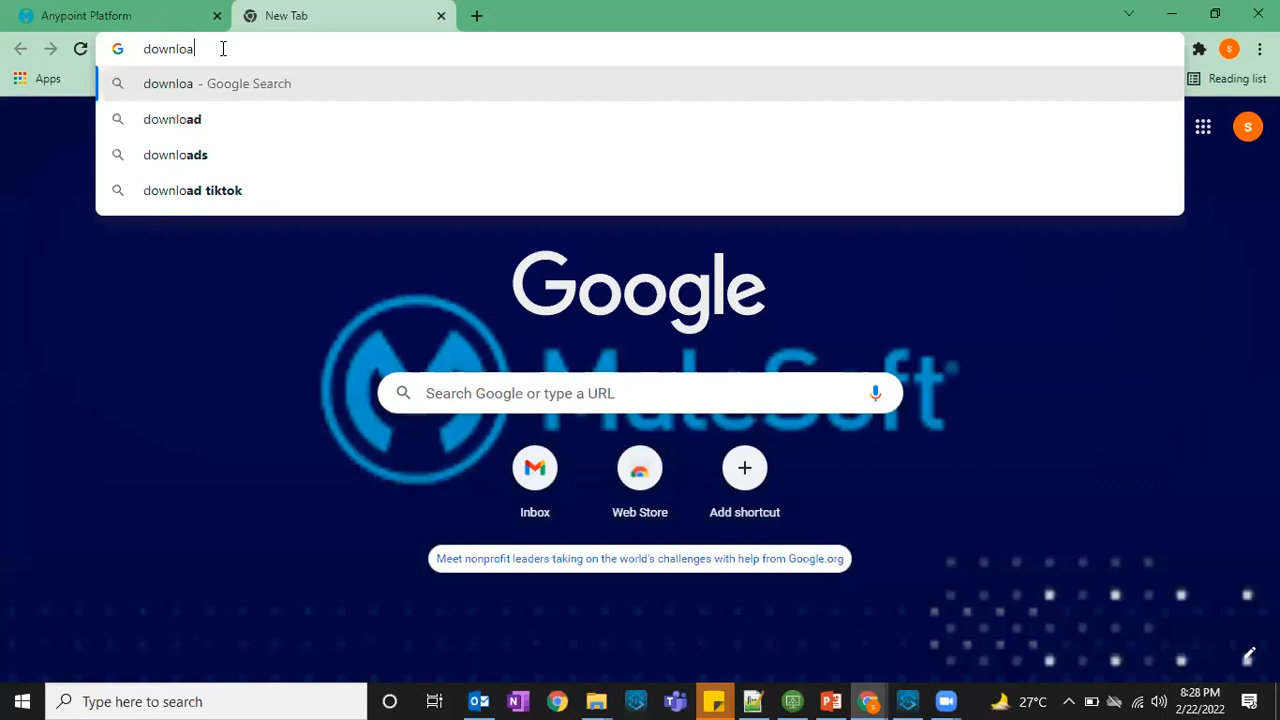 Anypoint Platform
New Tab
downloa
Apps
Reading list
downloa - Google Search
download
downloads
download tiktok
S
S
Google
MuleSoft
Search Google or type a URL
Inbox
Web Store
Add shortcut
Meet nonprofit leaders taking on the world's challenges with help from Google.org
Type here to search
27°C
8:28 PM
2/22/2022